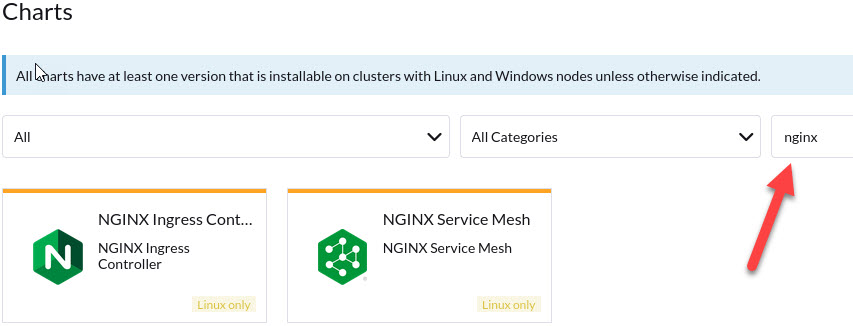 Charts
All charts have at least one version that is installable on clusters with Linux and Windows nodes unless otherwise indicated.
All
All Categories
nginx
NGINX Ingress Cont...
NGINX Ingress
Controller
Linux only
NGINX Service Mesh
NGINX Service Mesh
Linux only